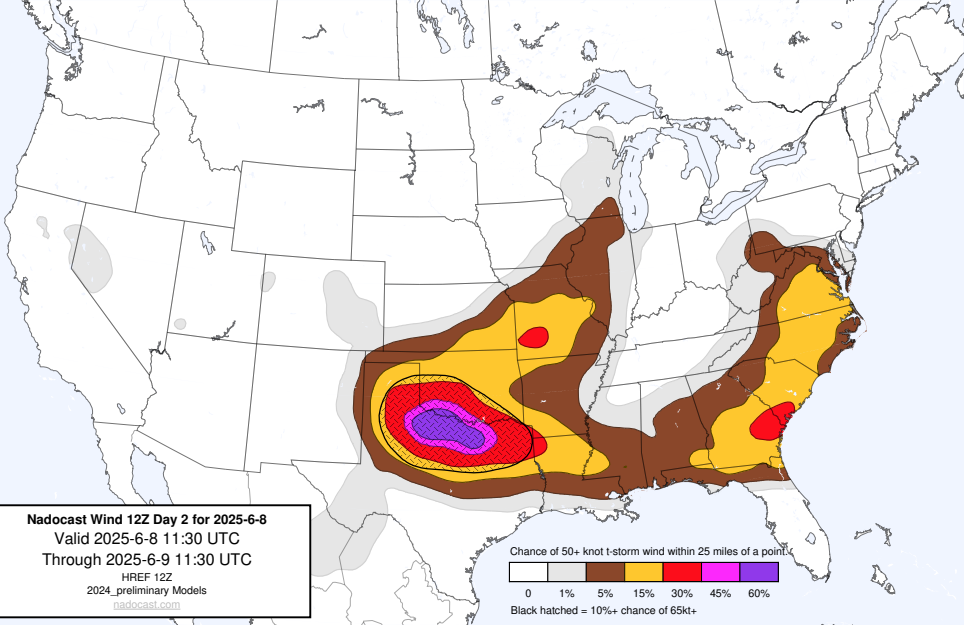 Nadocast Wind 12Z Day 2 for 2025-6-8
Valid 2025-6-8 11:30 UTC
Through 2025-6-9 11:30 UTC
HREF 12Z
2024_preliminary Models
nadocast.com
Chance of 50+ knot t-storm wind within 25 miles of a point.
0 1% 5% 15% 30% 45% 60%
Black hatched = 10%+ chance of 65kt+